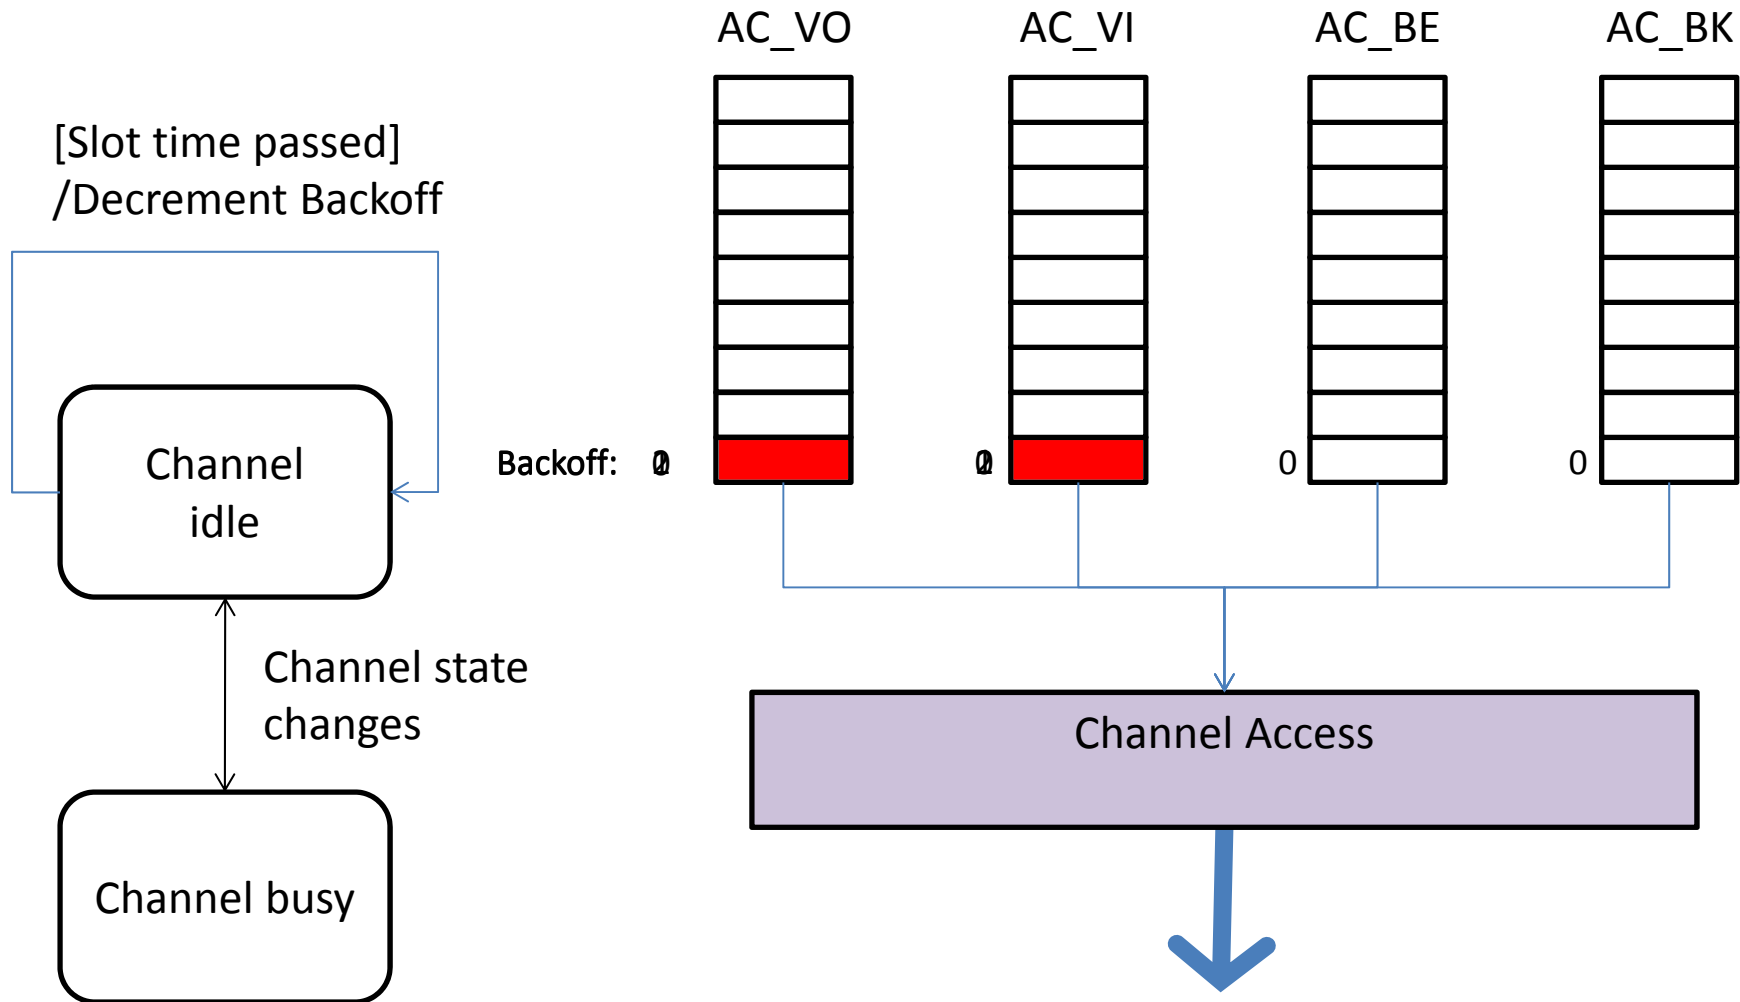 AC_VO AC_VI AC_BE AC_BK
[Slot time passed]
/Decrement Backoff
Channel
idle
Backoff: 0 0
Channel state
changes
Channel Access
Channel busy